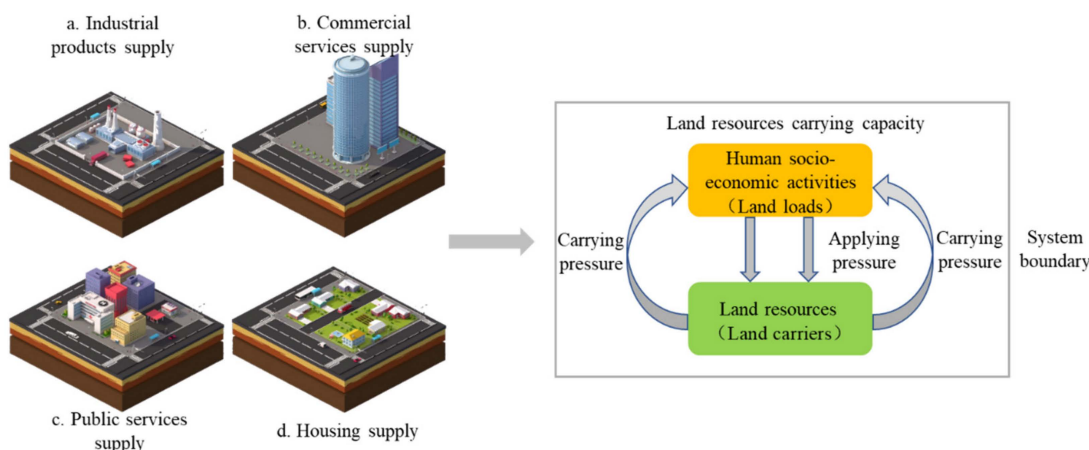 a. Industrial
products supply
b. Commercial
services supply
c. Public services
supply
d. Housing supply
Land resources carrying capacity
Human socio-
economic activities
（Land loads）
Carrying
pressure
Applying
pressure
Carrying
pressure
System
boundary
Land resources
（Land carriers）